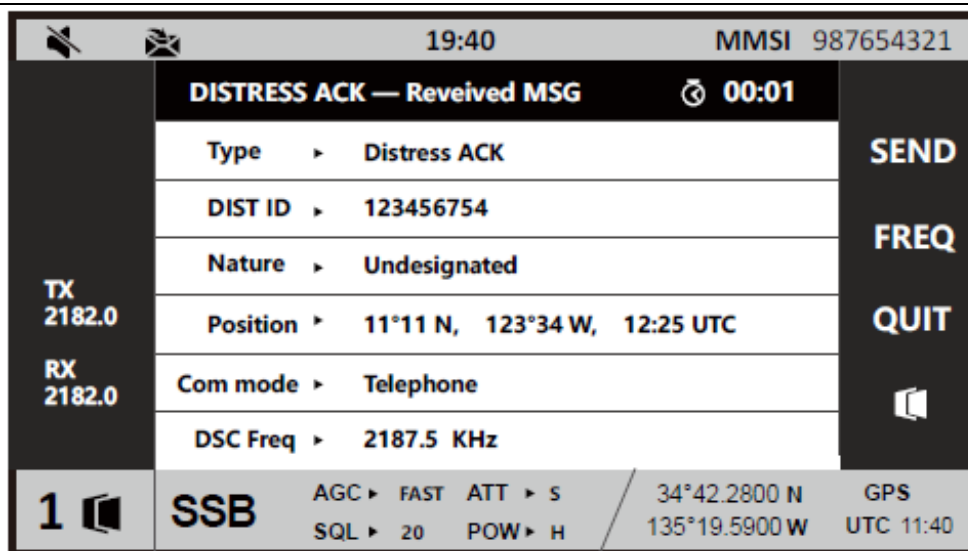 19:40 MMSI 987654321
DISTRESS ACK — Reveived MSG 00:01
Type ▸ Distress ACK
DIST ID ▸ 123456754
Nature ▸ Undesignated
Position ▸ 11°11 N, 123°34 W, 12:25 UTC
Com mode ▸ Telephone
DSC Freq ▸ 2187.5 KHz
TX
2182.0
RX
2182.0
SEND
FREQ
QUIT
1 SSB
AGC ▸ FAST ATT ▸ S
SQL ▸ 20 POW ▸ H
34°42.2800 N
135°19.5900 W
GPS
UTC 11:40